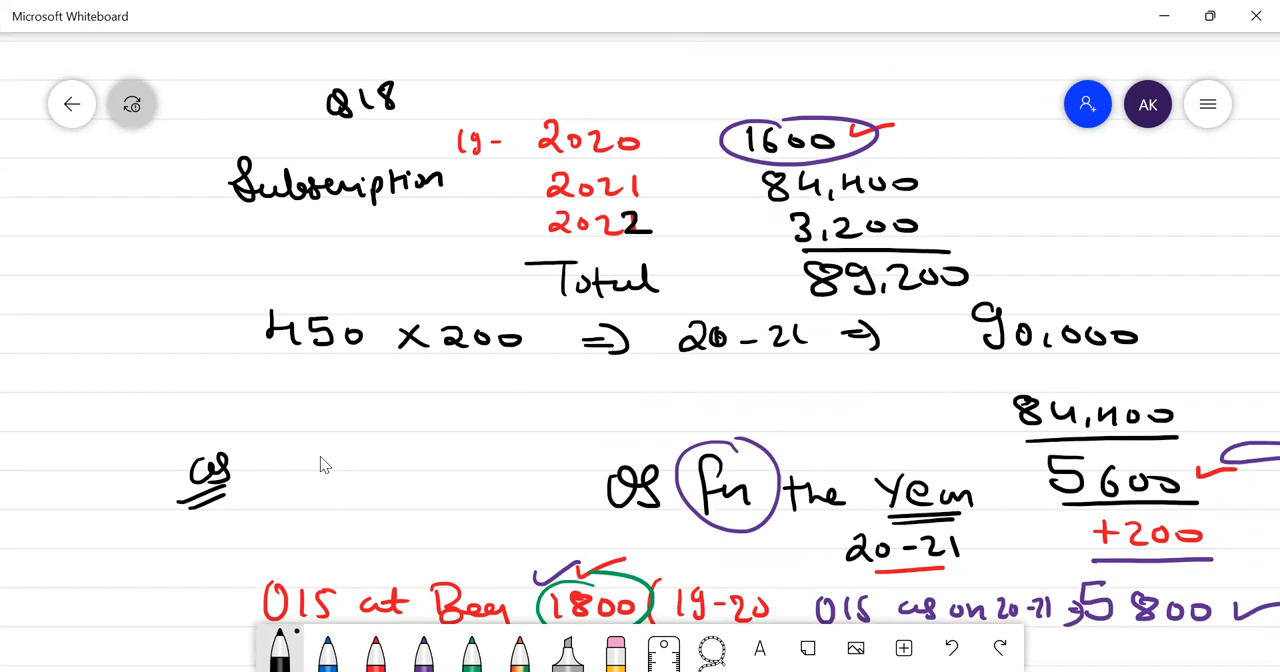 Microsoft Whiteboard
Q18
AK
19- 2020 1600
Subscription 2021 84,400
2022 3,200
Total 89,200
450 × 200 ⇒ 20-21 ⇒ 90,000
84,400
as OS for the year 5600
20-21 +200
O/S at Beg 1800 (19-20 O/S as on 20-21 ⇒ 5800
A